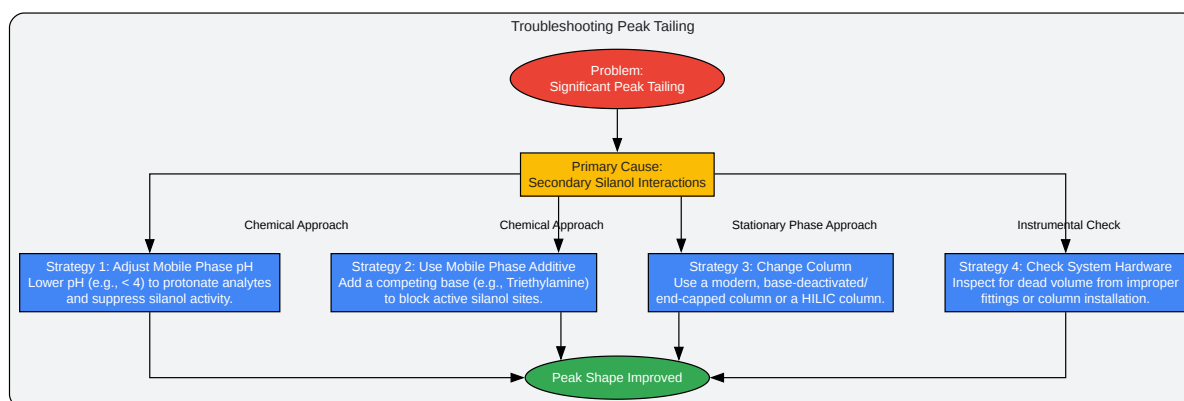 Troubleshooting Peak Tailing
Problem:
Significant Peak Tailing
Primary Cause:
Secondary Silanol Interactions
Chemical Approach
Chemical Approach
Stationary Phase Approach
Instrumental Check
Strategy 1: Adjust Mobile Phase pH
Lower pH (e.g., < 4) to protonate analytes
and suppress silanol activity.
Strategy 2: Use Mobile Phase Additive
Add a competing base (e.g., Triethylamine)
to block active silanol sites.
Strategy 3: Change Column
Use a modern, base-deactivated/
end-capped column or a HILIC column.
Strategy 4: Check System Hardware
Inspect for dead volume from improper
fittings or column installation.
Peak Shape Improved